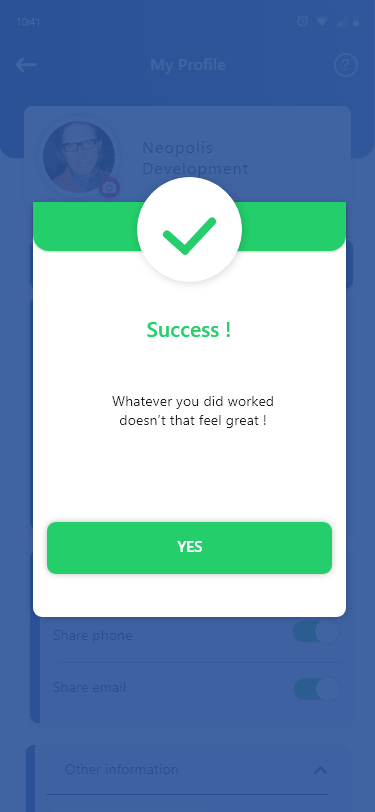 10:41
My Profile
?
Neopolis
Development
Success !
Whatever you did worked
doesn't that feel great !
YES
Share phone
Share email
Other information